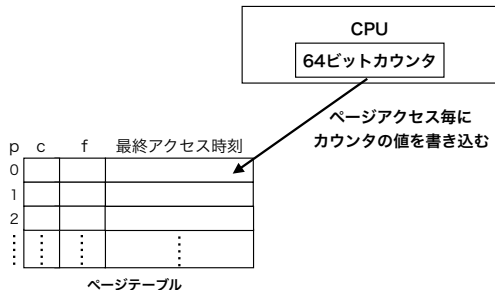 CPU
64ビットカウンタ
ページアクセス毎に
カウンタの値を書き込む
p c f 最終アクセス時刻
0
1
2
ページテーブル